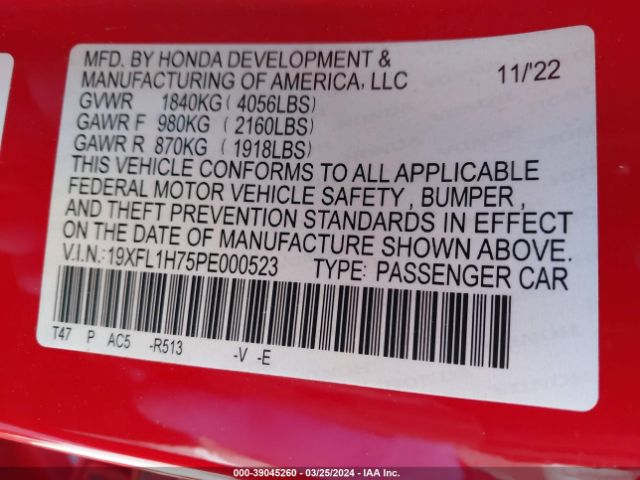 MFD. BY HONDA DEVELOPMENT &
MANUFACTURING OF AMERICA, LLC 11/'22
GVWR 1840KG (4056LBS)
GAWR F 980KG (2160LBS)
GAWR R 870KG (1918LBS)
THIS VEHICLE CONFORMS TO ALL APPLICABLE
FEDERAL MOTOR VEHICLE SAFETY, BUMPER,
AND THEFT PREVENTION STANDARDS IN EFFECT
ON THE DATE OF MANUFACTURE SHOWN ABOVE.
V.I.N.:19XFL1H75PE000523 TYPE: PASSENGER CAR
T47 P AC5 -R513 -V -E
000-39045260 - 03/25/2024 - IAA Inc.